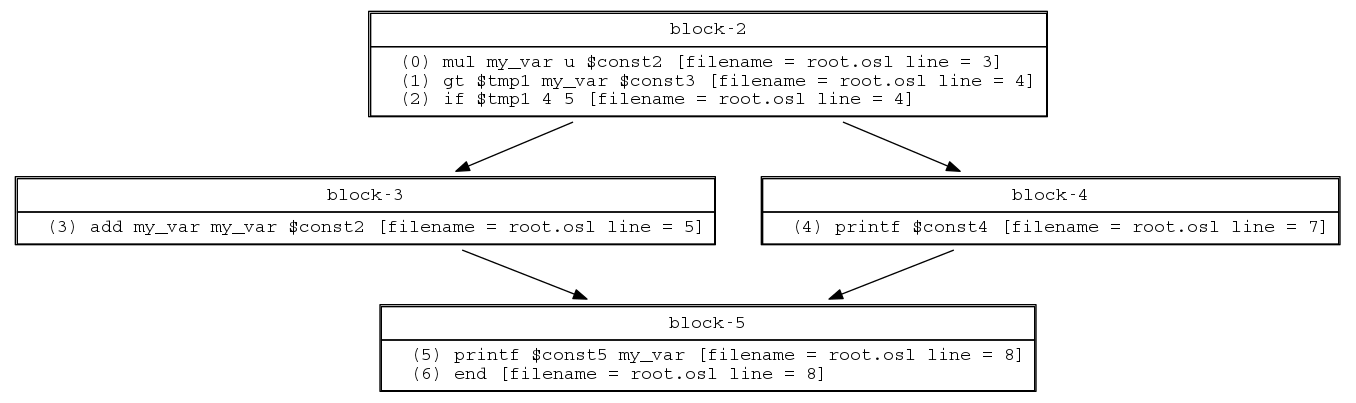 block-2
(0) mul my_var u $const2 [filename = root.osl line = 3]
(1) gt $tmp1 my_var $const3 [filename = root.osl line = 4]
(2) if $tmp1 4 5 [filename = root.osl line = 4]
block-3
(3) add my_var my_var $const2 [filename = root.osl line = 5]
block-4
(4) printf $const4 [filename = root.osl line = 7]
block-5
(5) printf $const5 my_var [filename = root.osl line = 8]
(6) end [filename = root.osl line = 8]